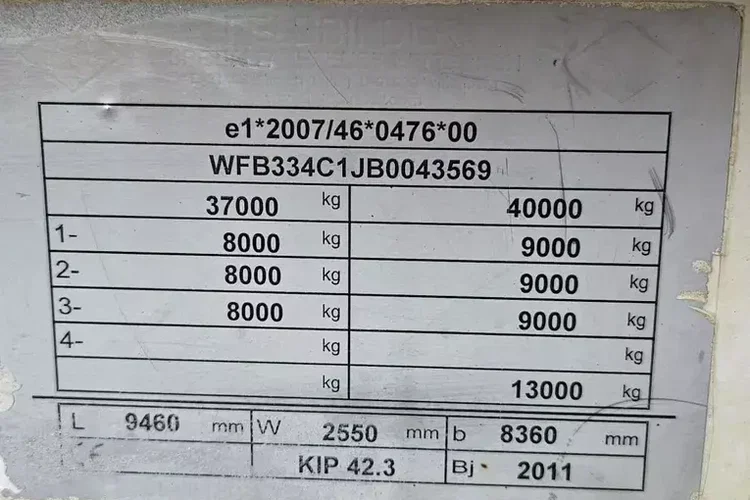 e1*2007/46*0476*00
WFB334C1JB0043569
37000 kg 40000 kg
1- 8000 kg 9000 kg
2- 8000 kg 9000 kg
3- 8000 kg 9000 kg
4- kg kg
kg 13000 kg
L 9460 mm W 2550 mm b 8360 mm
CE KIP 42.3 Bj. 2011